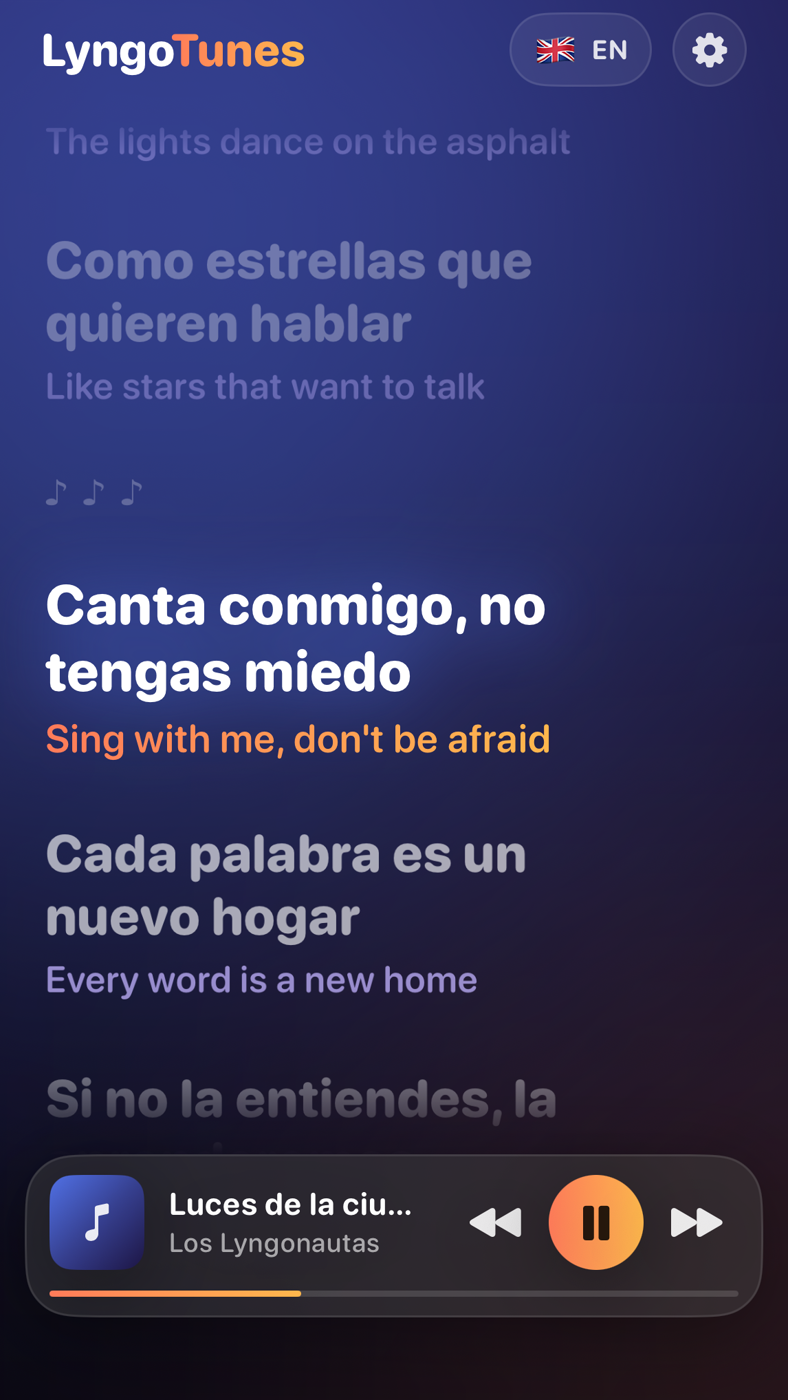 LyngoTunes
EN
The lights dance on the asphalt
Como estrellas que
quieren hablar
Like stars that want to talk
♪ ♪ ♪
Canta conmigo, no
tengas miedo
Sing with me, don't be afraid
Cada palabra es un
nuevo hogar
Every word is a new home
Si no la entiendes, la
Luces de la ciu...
Los Lyngonautas